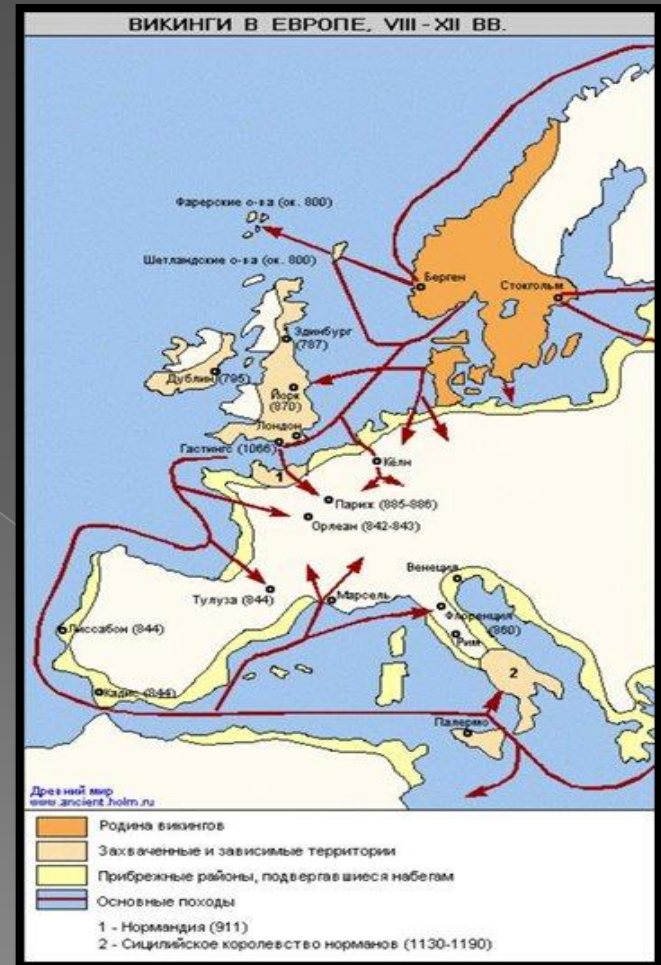 ВИКИНГИ В ЕВРОПЕ, VIII - XII ВВ.
Фарерские о-ва (ок. 800)
Шетландские о-ва (ок. 800)
Берген
Стокгольм
Эдинбург
(787)
Дублин (795)
Йорк
(870)
Лондон
Гастингс (1066)
Кёлн
1
Париж (885-886)
Орлеан (842-843)
Венеция
Тулуза (844)
Марсель
Флоренция
(860)
Лиссабон (844)
Рим
2
Кадис (844)
Палермо
Древний мир
www.ancient.holm.ru
Родина викингов
Захваченные и зависимые территории
Прибрежные районы, подвергавшиеся набегам
Основные походы
1 - Нормандия (911)
2 - Сицилийское королевство норманов (1130-1190)